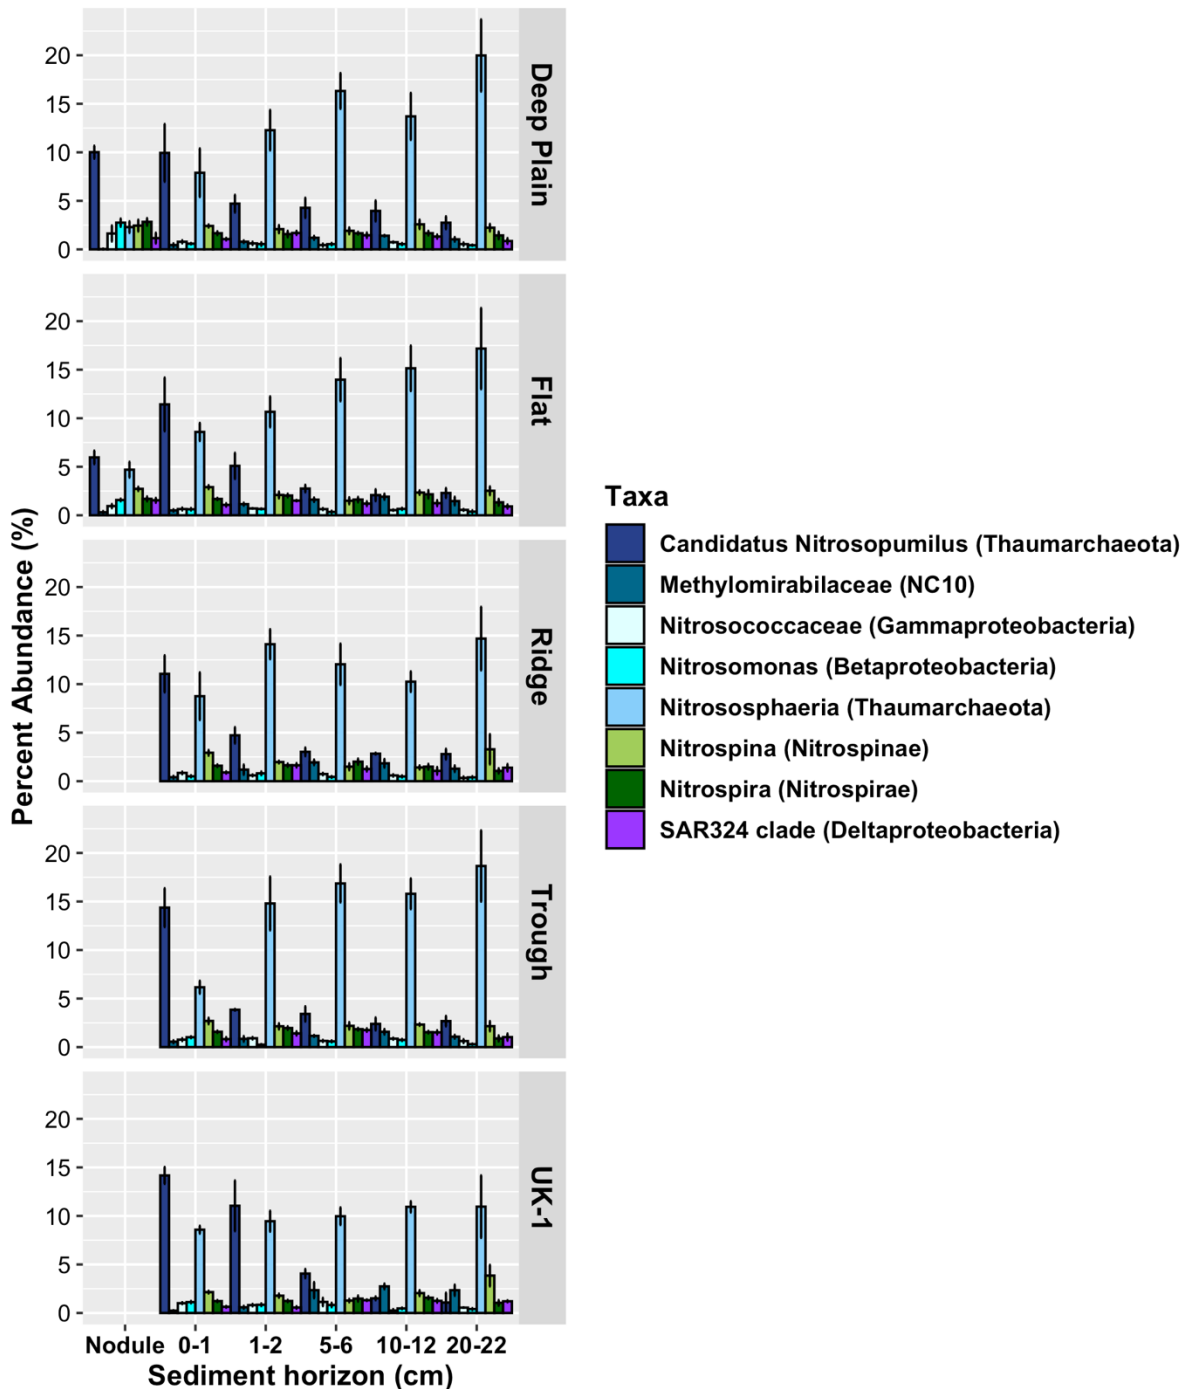 20
15
10
5
0
Deep Plain
20
15
10
5
0
Flat
20
15
10
5
0
Ridge
20
15
10
5
0
Trough
20
15
10
5
0
UK-1
Percent Abundance (%)
Nodule 0-1 1-2 5-6 10-12 20-22
Sediment horizon (cm)
Taxa
Candidatus Nitrosopumilus (Thaumarchaeota)
Methylomirabilaceae (NC10)
Nitrosococcaceae (Gammaproteobacteria)
Nitrosomonas (Betaproteobacteria)
Nitrososphaeria (Thaumarchaeota)
Nitrospina (Nitrospinae)
Nitrospira (Nitrospirae)
SAR324 clade (Deltaproteobacteria)